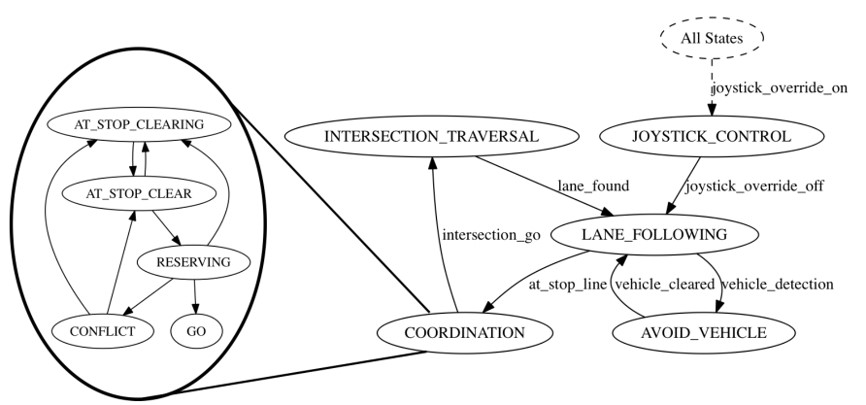 All States
joystick_override_on
AT_STOP_CLEARING
INTERSECTION_TRAVERSAL
JOYSTICK_CONTROL
AT_STOP_CLEAR
lane_found
joystick_override_off
intersection_go
LANE_FOLLOWING
RESERVING
at_stop_line
vehicle_cleared
vehicle_detection
CONFLICT
GO
COORDINATION
AVOID_VEHICLE